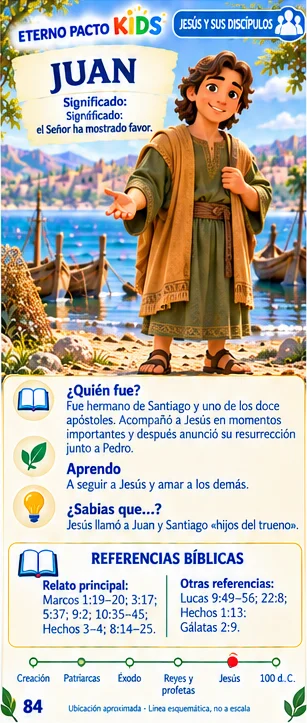 ETERNO PACTO KIDS
JESÚS Y SUS DISCÍPULOS
JUAN
Significado:
Significado:
el Señor ha mostrado favor.
¿Quién fue?
Fue hermano de Santiago y uno de los doce
apóstoles. Acompañó a Jesús en momentos
importantes y después anunció su resurrección
junto a Pedro.
Aprendo
A seguir a Jesús y amar a los demás.
¿Sabias que...?
Jesús llamó a Juan y Santiago «hijos del trueno».
REFERENCIAS BÍBLICAS
Relato principal:
Marcos 1:19–20; 3:17;
5:37; 9:2; 10:35–45;
Hechos 3–4; 8:14–25.
Otras referencias:
Lucas 9:49–56; 22:8;
Hechos 1:13;
Gálatas 2:9.
Creación
Patriarcas
Éxodo
Reyes y
profetas
Jesús
100 d.C.
84
Ubicación aproximada - Línea esquemática, no a escala